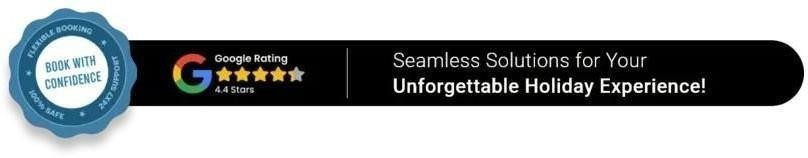 FLEXIBLE BOOKING
BOOK WITH
CONFIDENCE
100% SAFE
24X7 SUPPORT
Google Rating
4.4 Stars
Seamless Solutions for Your
Unforgettable Holiday Experience!